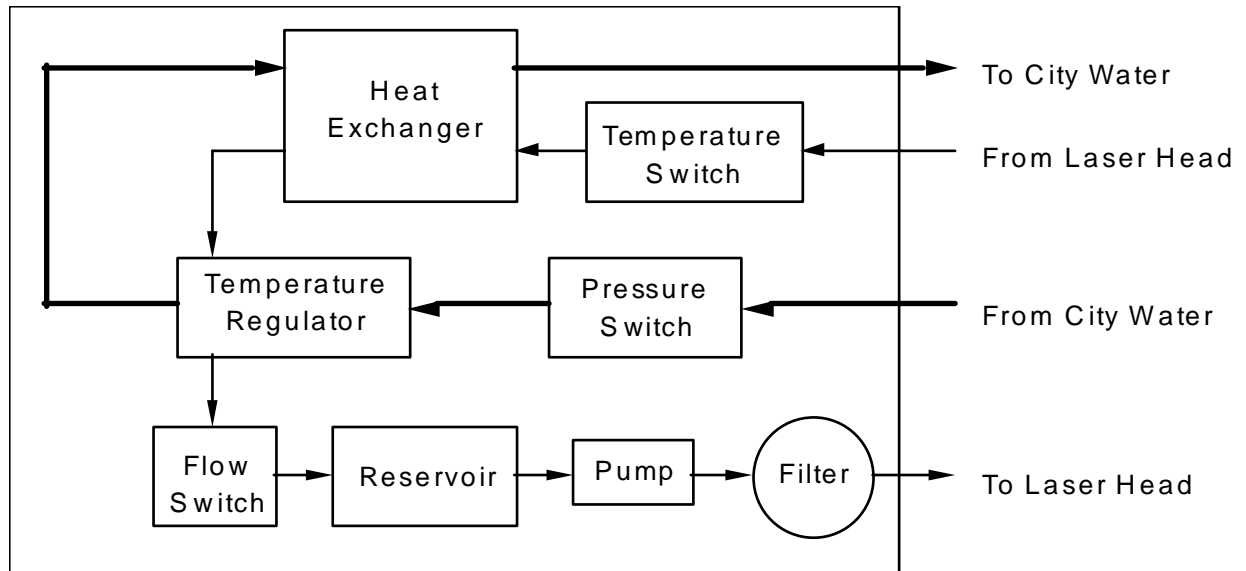 Heat
Exchanger
To City Water
Temperature
Switch
From Laser Head
Temperature
Regulator
Pressure
Switch
From City Water
Flow
Switch
Reservoir
Pump
Filter
To Laser Head